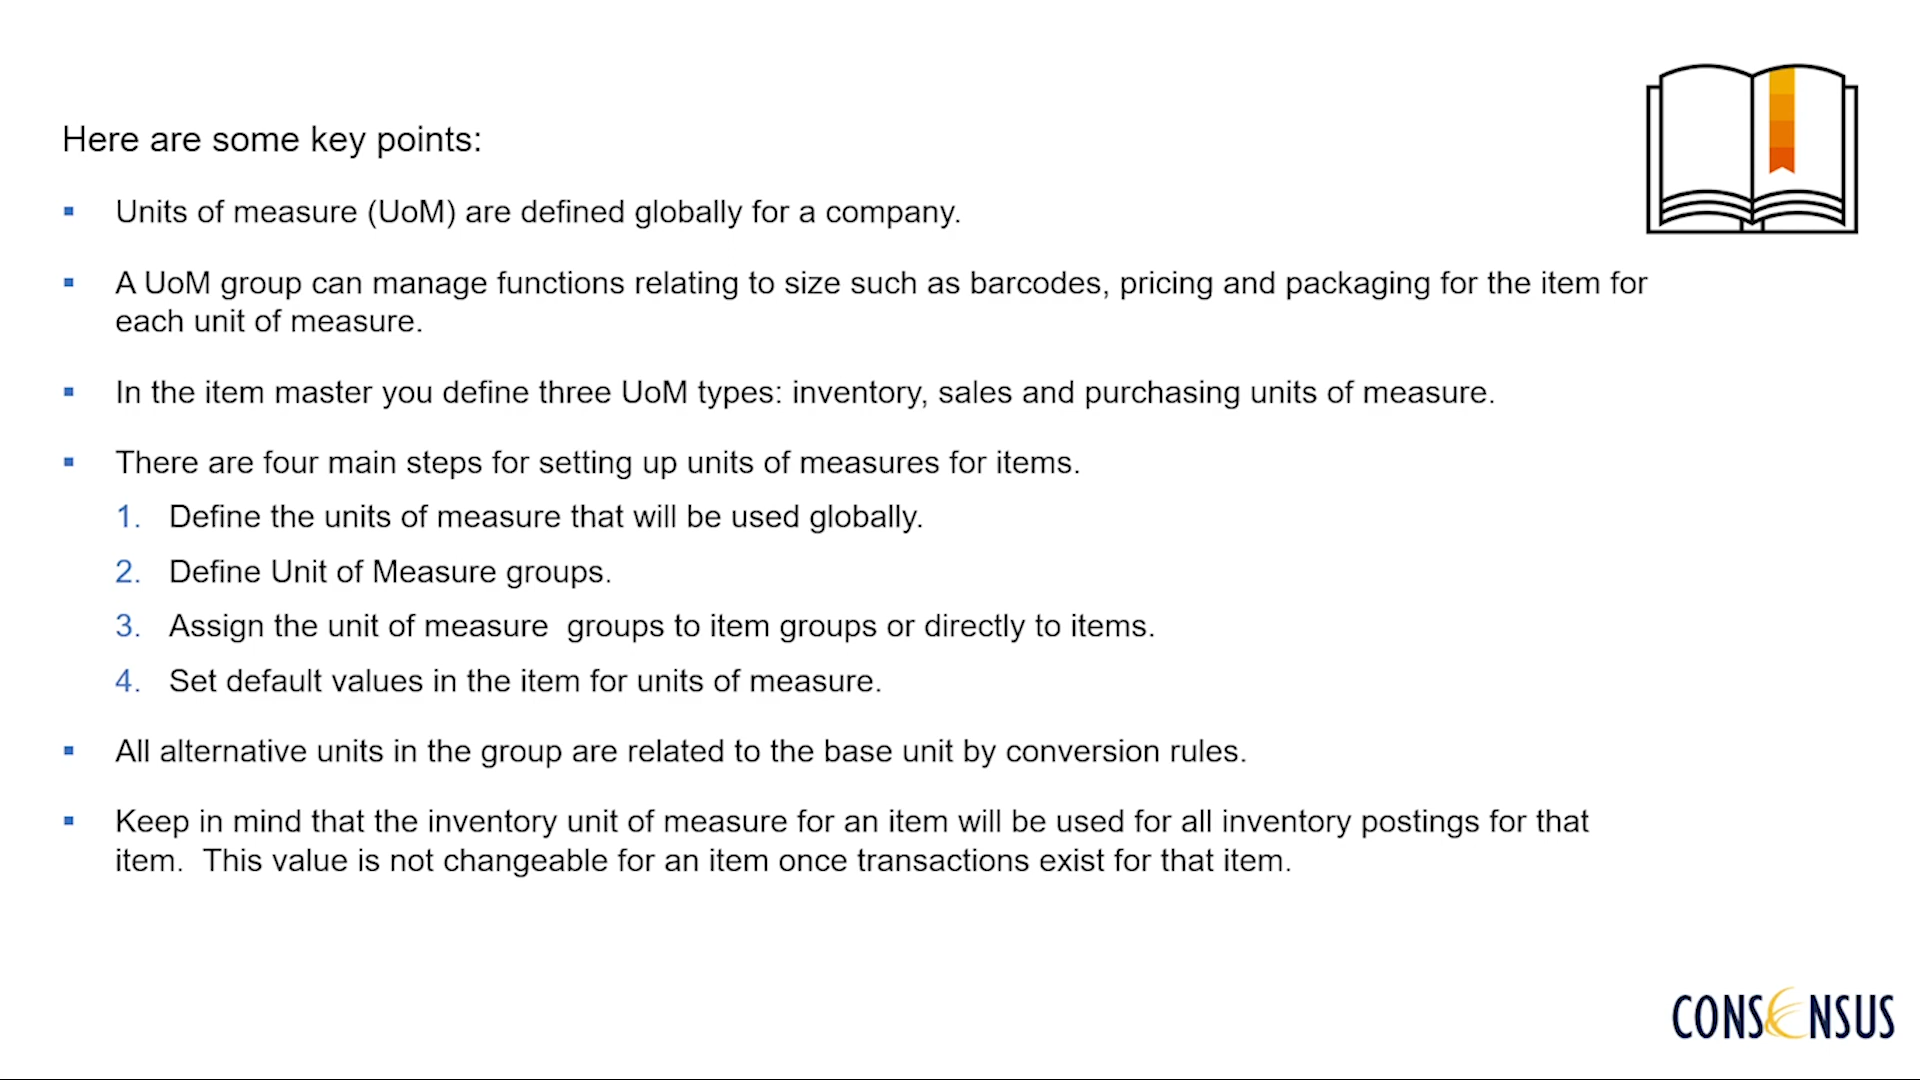 Here are some key points:
▪ Units of measure (UoM) are defined globally for a company.
▪ A UoM group can manage functions relating to size such as barcodes, pricing and packaging for the item for
each unit of measure.
▪ In the item master you define three UoM types: inventory, sales and purchasing units of measure.
▪ There are four main steps for setting up units of measures for items.
1. Define the units of measure that will be used globally.
2. Define Unit of Measure groups.
3. Assign the unit of measure  groups to item groups or directly to items.
4. Set default values in the item for units of measure.
▪ All alternative units in the group are related to the base unit by conversion rules.
▪ Keep in mind that the inventory unit of measure for an item will be used for all inventory postings for that
item.  This value is not changeable for an item once transactions exist for that item.
CONSENSUS